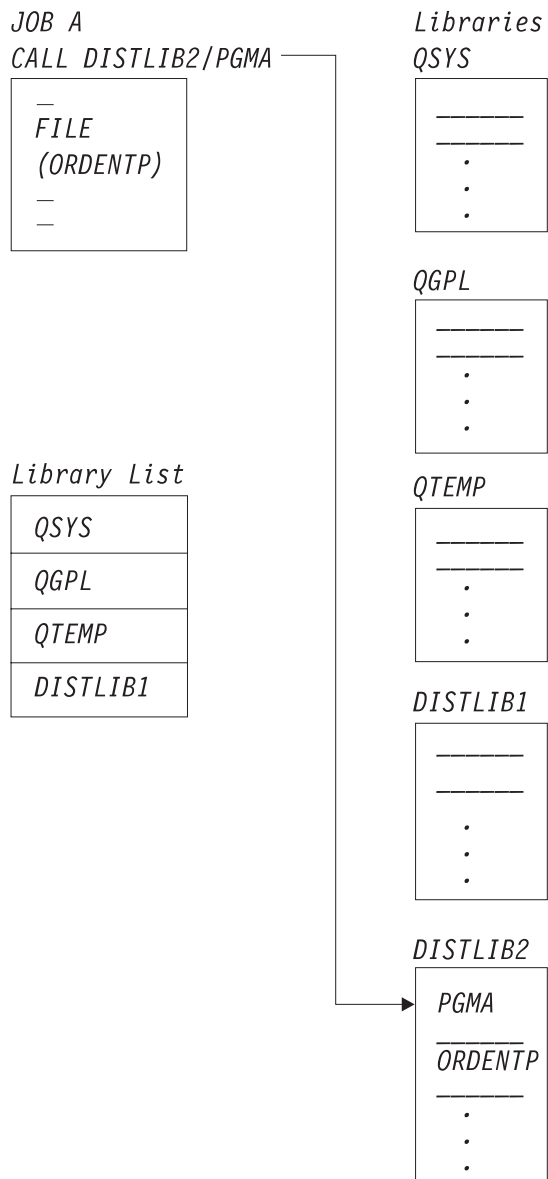 JOB A
CALL DISTLIB2/PGMA
FILE
(ORDENTP)
Library List
QSYS
QGPL
QTEMP
DISTLIB1
Libraries
QSYS
QGPL
QTEMP
DISTLIB1
DISTLIB2
PGMA
ORDENTP